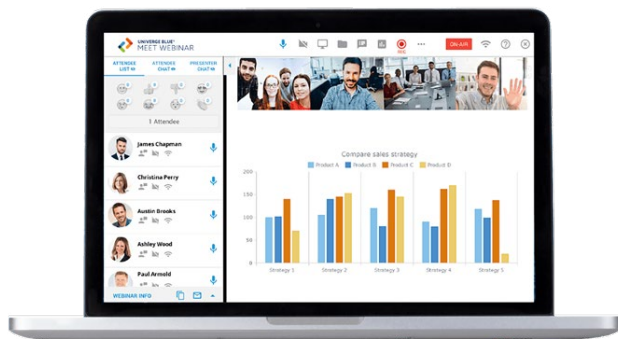 UNIVERGE BLUE®
MEET WEBINAR
REC
ON-AIR
ATTENDEE LIST
ATTENDEE CHAT
PRESENTER CHAT
1 Attendee
James Chapman
Christina Perry
Austin Brooks
Ashley Wood
Paul Arnold
WEBINAR INFO
Compare sales strategy
Product A Product B Product C Product D
200
150
100
50
0
Strategy 1 Strategy 2 Strategy 3 Strategy 4 Strategy 5